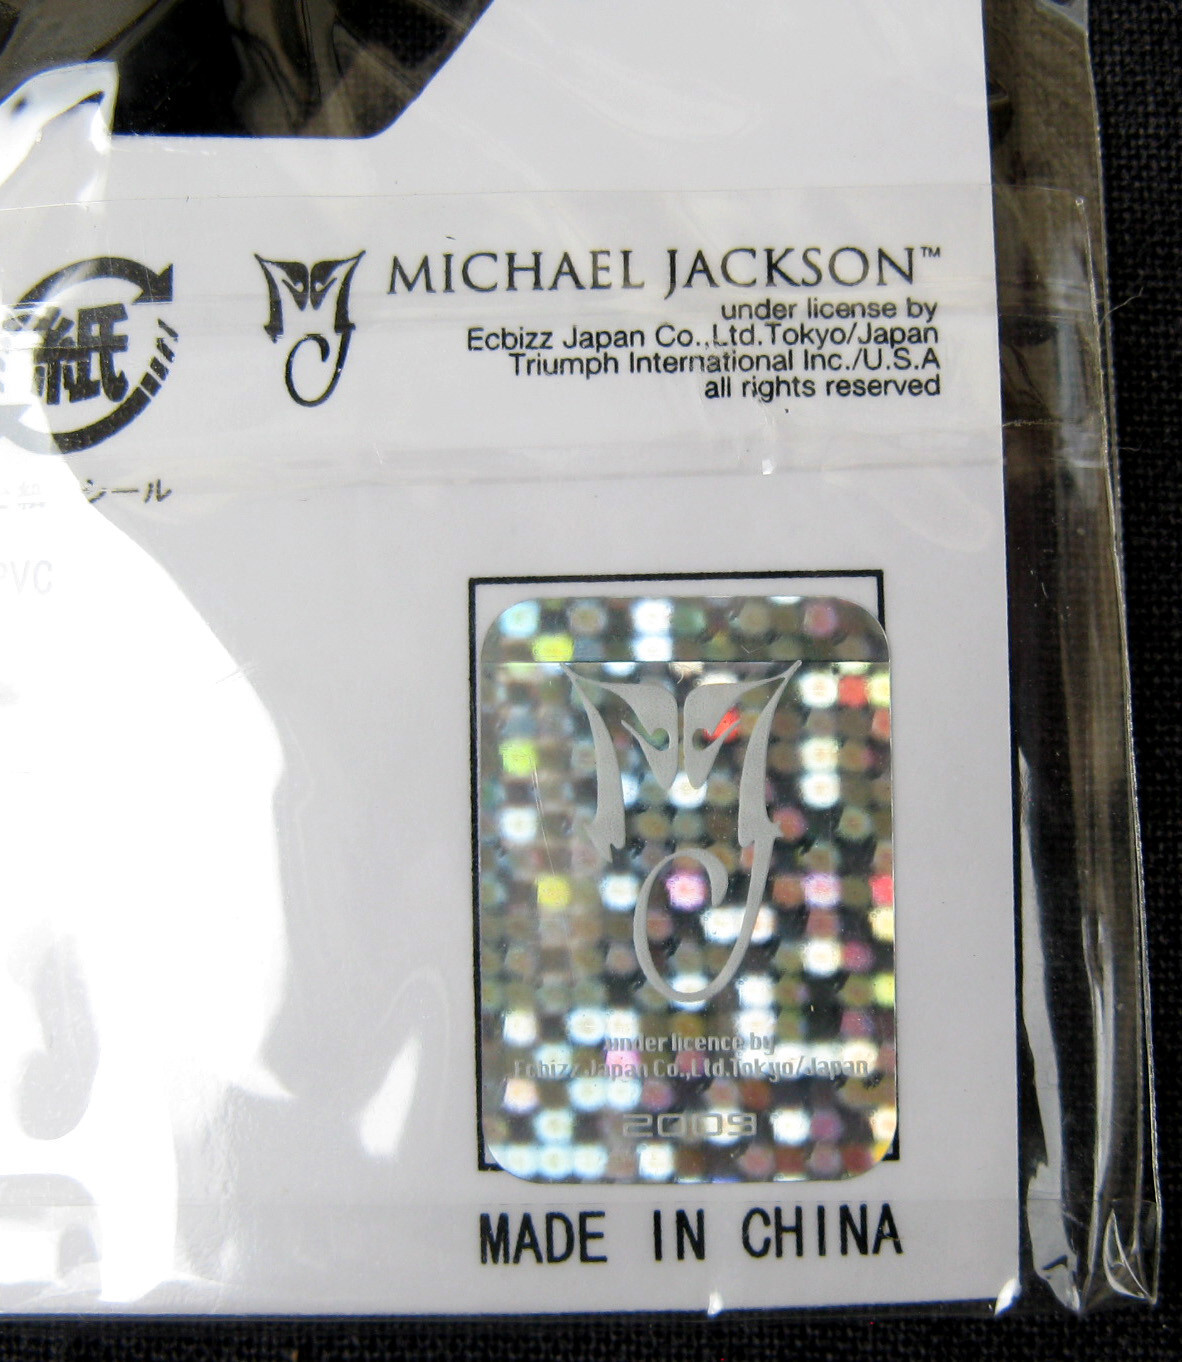 紙
MICHAEL JACKSON™
under license by
Ecbizz Japan Co.,Ltd.Tokyo/Japan
Triumph International Inc./U.S.A
all rights reserved
シール
PVC
under licence by
Ecbizz Japan Co.,Ltd.Tokyo/Japan
2009
MADE IN CHINA